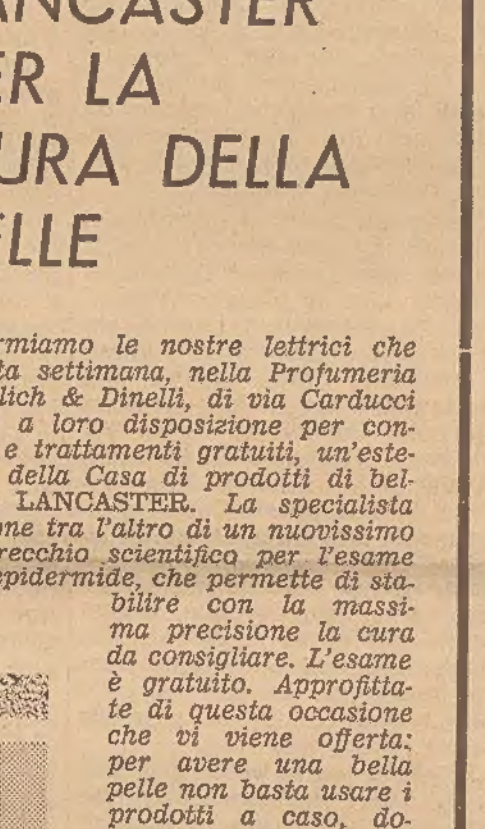 ANCASTER
ER LA
URA DELLA
ELLE
rmiamo le nostre lettrici che
ta settimana, nella Profumeria
lich & Dinelli, di via Carducci
a loro disposizione per con-
e trattamenti gratuiti, un'este-
della Casa di prodotti di bel-
LANCASTER. La specialista
ne tra l'altro di un nuovissimo
recchio scientifico per l'esame
epidermide, che permette di sta-
bilire con la massi-
ma precisione la cura
da consigliare. L'esame
è gratuito. Approfitta-
te di questa occasione
che vi viene offerta:
per avere una bella
pelle non basta usare i
prodotti a caso, do-